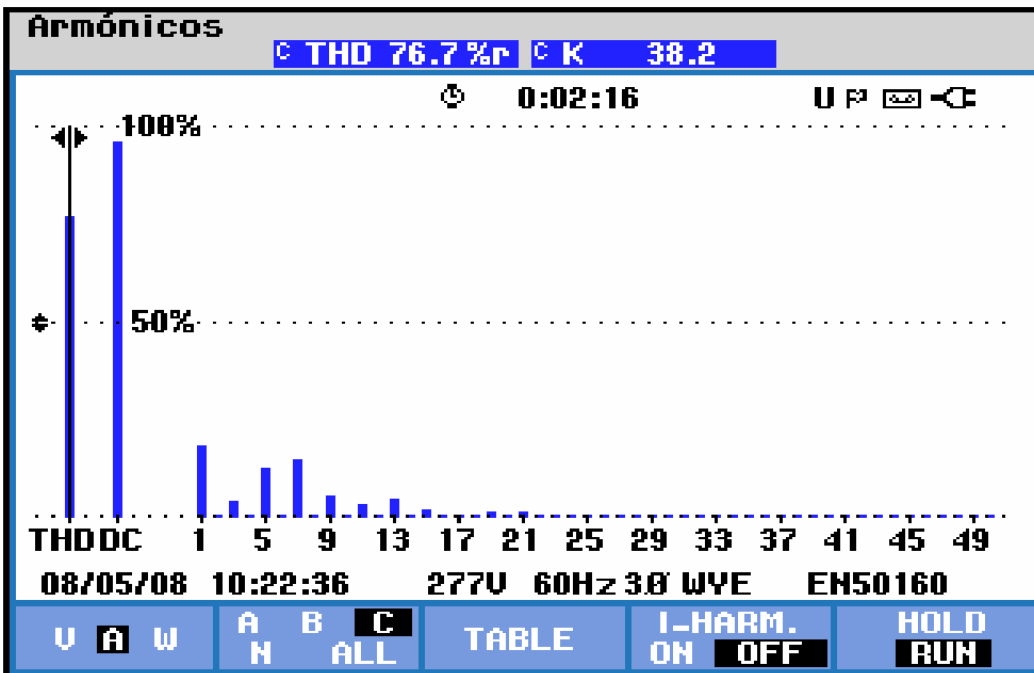 Armónicos
C THD 76.7%r C K 38.2
0:02:16 U
100%
50%
THD DC 1 5 9 13 17 21 25 29 33 37 41 45 49
08/05/08 10:22:36 277V 60Hz 3Ø WYE EN50160
V A W A B C TABLE I-HARM. HOLD
N ALL ON OFF RUN